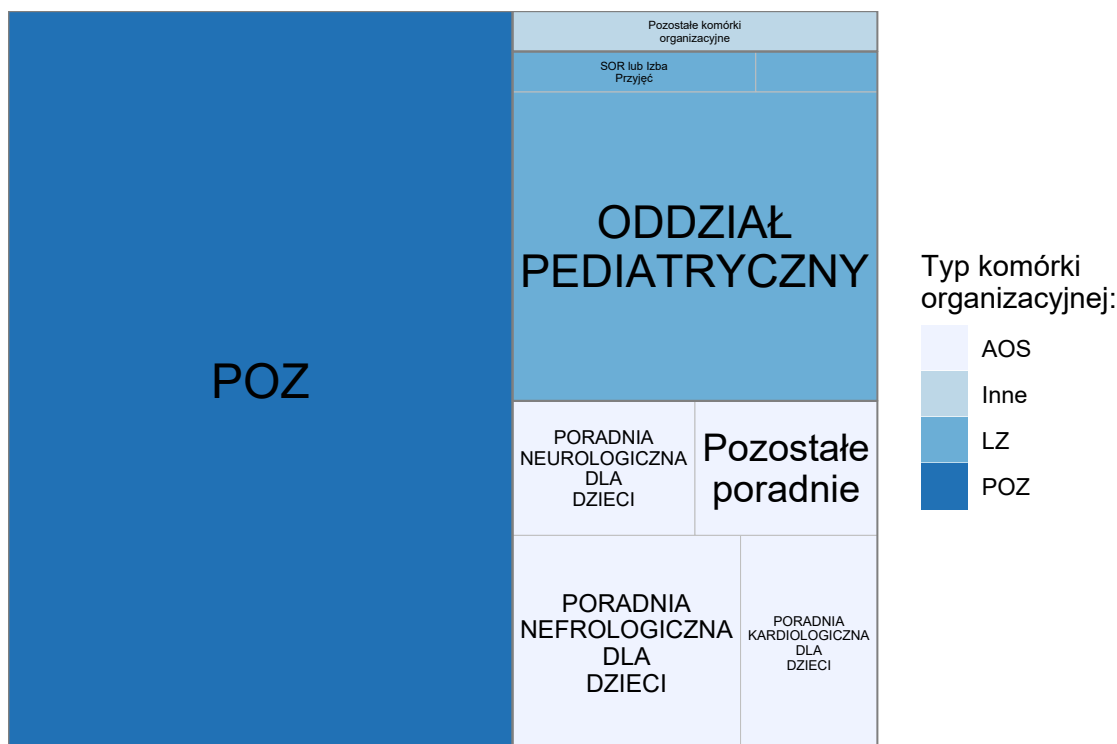 Pozostałe komórki
organizacyjne
SOR lub Izba
Przyjęć
ODDZIAŁ
PEDIATRYCZNY
POZ
PORADNIA
NEUROLOGICZNA
DLA
DZIECI
Pozostałe
poradnie
PORADNIA
NEFROLOGICZNA
DLA
DZIECI
PORADNIA
KARDIOLOGICZNA
DLA
DZIECI
Typ komórki
organizacyjnej:
AOS
Inne
LZ
POZ